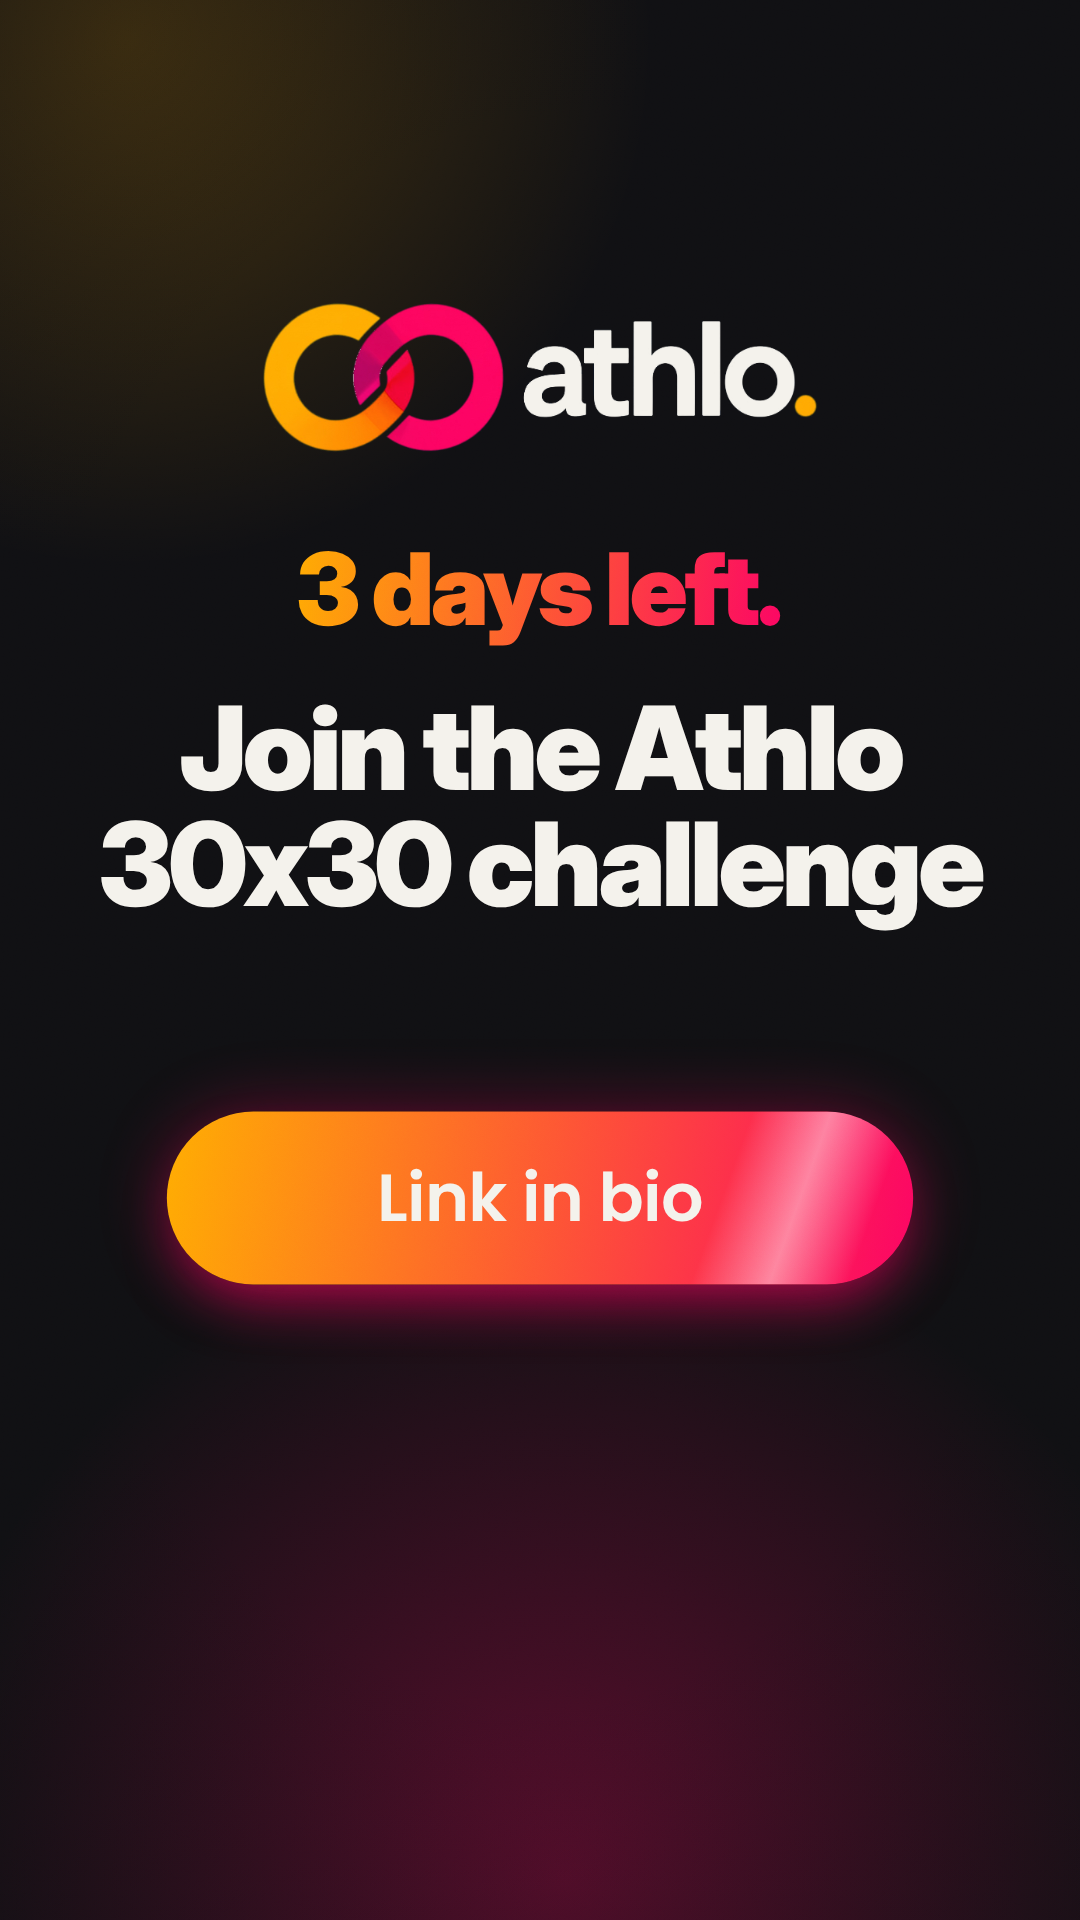 athlo.
3 days left.
Join the Athlo
30x30 challenge
Link in bio